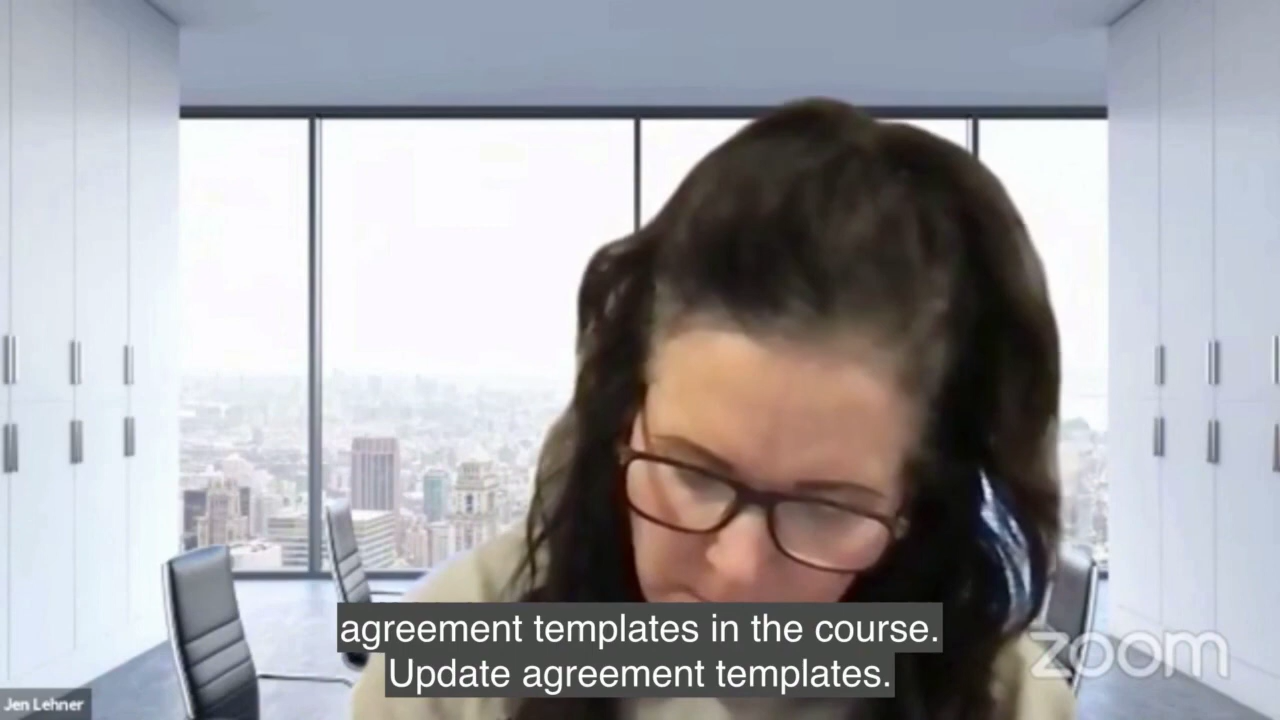 agreement templates in the course.
Update agreement templates.
zoom
Jen Lehner